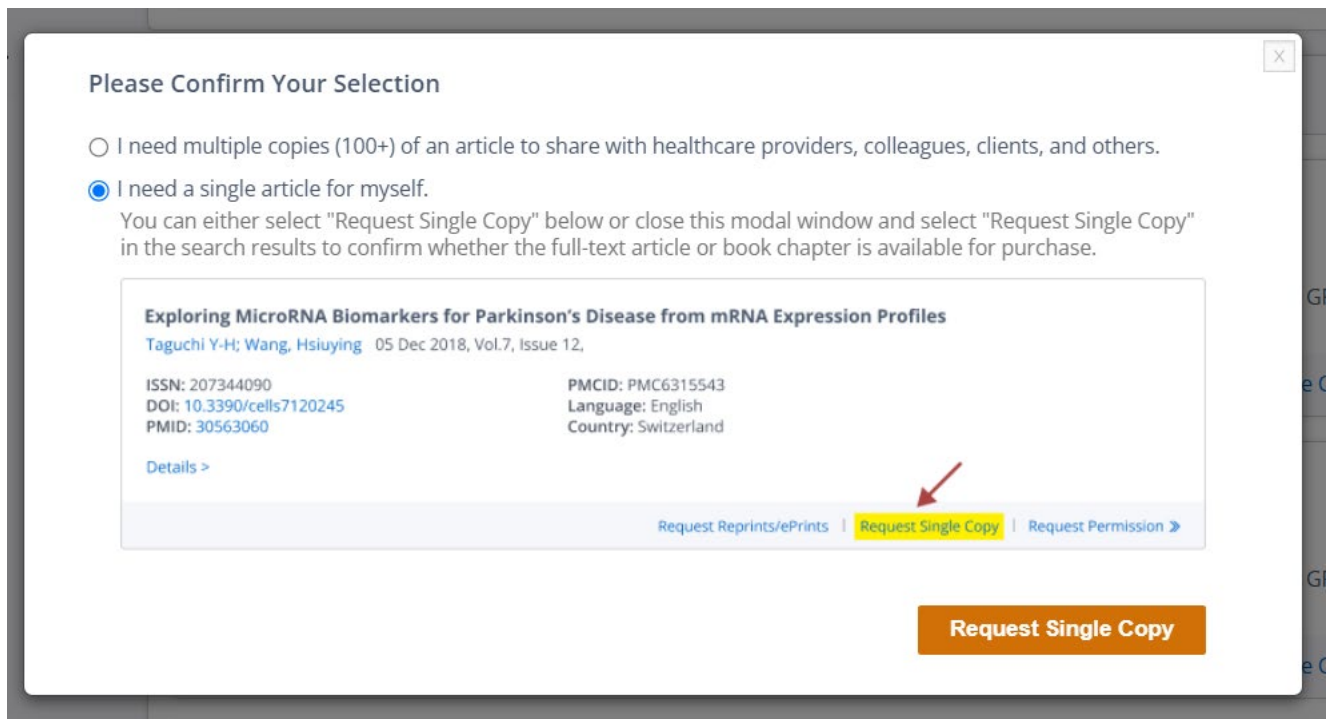 X
Please Confirm Your Selection
I need multiple copies (100+) of an article to share with healthcare providers, colleagues, clients, and others.
I need a single article for myself.
You can either select "Request Single Copy" below or close this modal window and select "Request Single Copy"
in the search results to confirm whether the full-text article or book chapter is available for purchase.
Exploring MicroRNA Biomarkers for Parkinson's Disease from mRNA Expression Profiles
Taguchi Y-H; Wang, Hsiuying 05 Dec 2018, Vol.7, Issue 12,
ISSN: 207344090 PMCID: PMC6315543
DOI: 10.3390/cells7120245 Language: English
PMID: 30563060 Country: Switzerland
Details >
Request Reprints/ePrints | Request Single Copy | Request Permission »
Request Single Copy